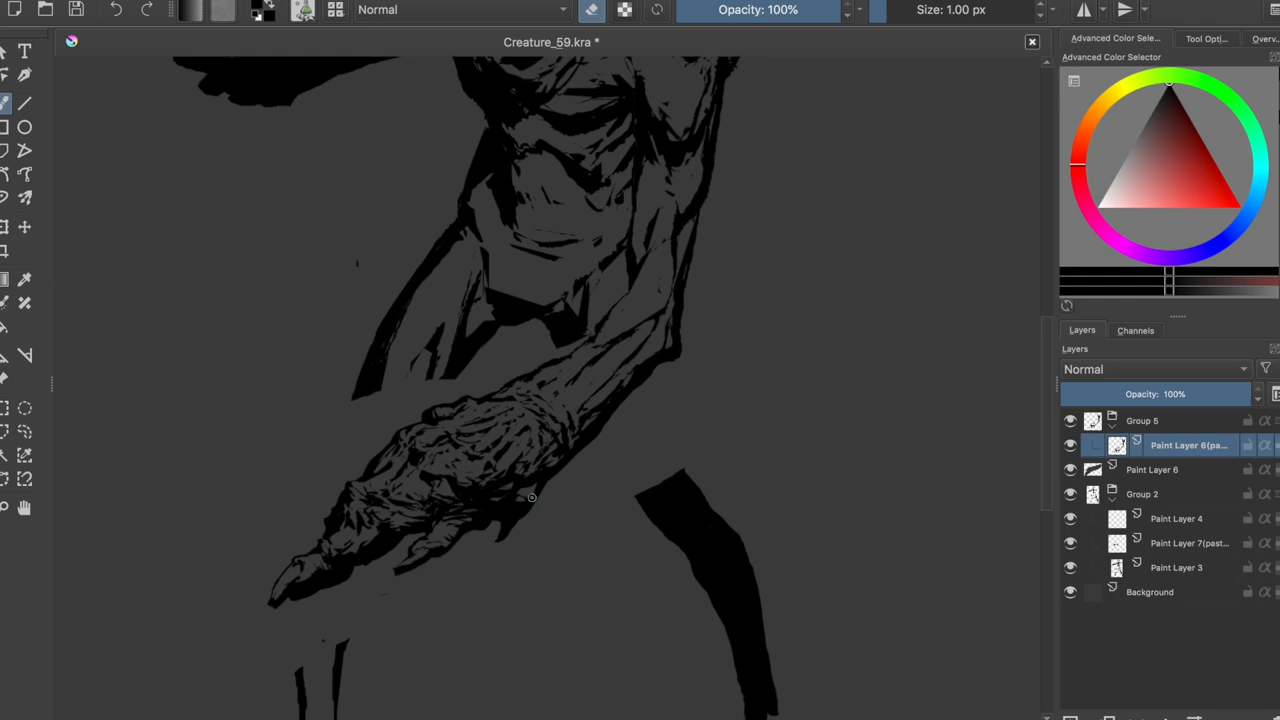 Normal
Opacity: 100%
Size: 1.00 px
Creature_59.kra *
Advanced Color Sele...
Tool Opti...
Overv...
Advanced Color Selector
Layers
Channels
Layers
Normal
Opacity: 100%
Group 5
Paint Layer 6(pa...
Paint Layer 6
Group 2
Paint Layer 4
Paint Layer 7(past...
Paint Layer 3
Background